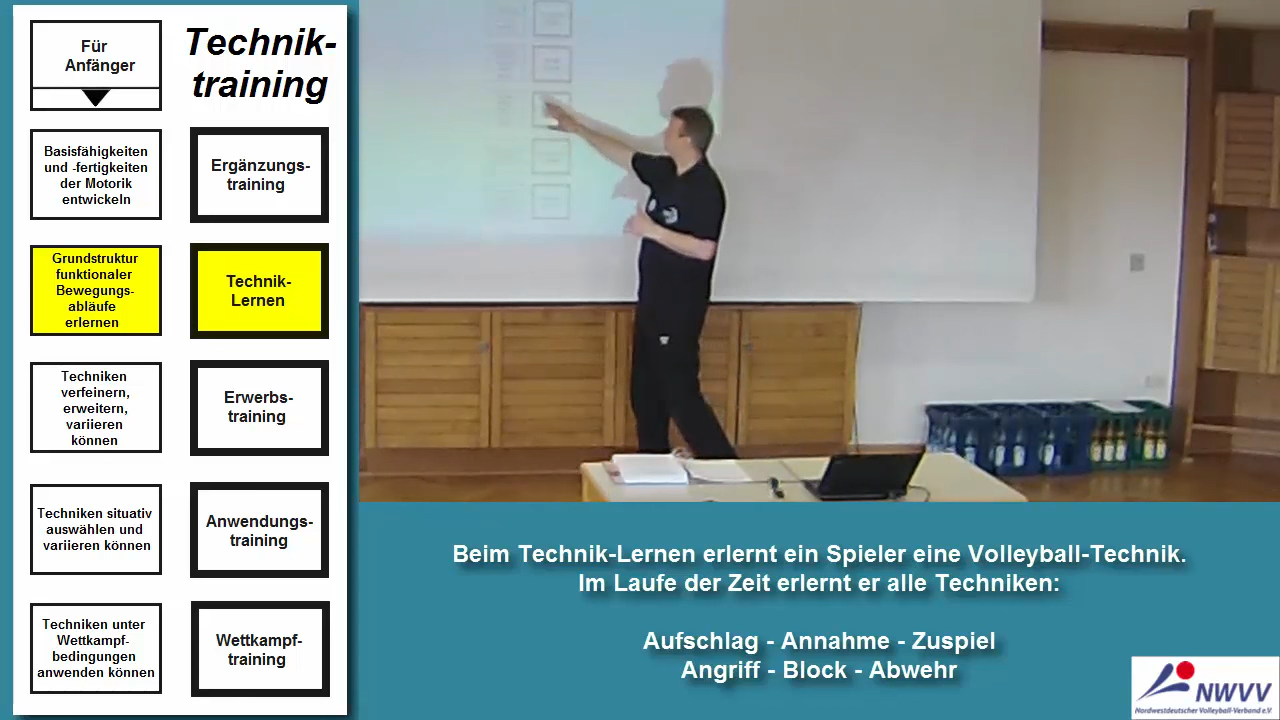 Für
Anfänger
Technik-
training
Basisfähigkeiten
und -fertigkeiten
der Motorik
entwickeln
Ergänzungs-
training
Grundstruktur
funktionaler
Bewegungs-
abläufe
erlernen
Technik-
Lernen
Techniken
verfeinern,
erweitern,
variieren
können
Erwerbs-
training
Techniken situativ
auswählen und
variieren können
Anwendungs-
training
Techniken unter
Wettkampf-
bedingungen
anwenden können
Wettkampf-
training
Beim Technik-Lernen erlernt ein Spieler eine Volleyball-Technik.
Im Laufe der Zeit erlernt er alle Techniken:
Aufschlag - Annahme - Zuspiel
Angriff - Block - Abwehr
NWVV
Nordwestdeutscher Volleyball-Verband e.V.